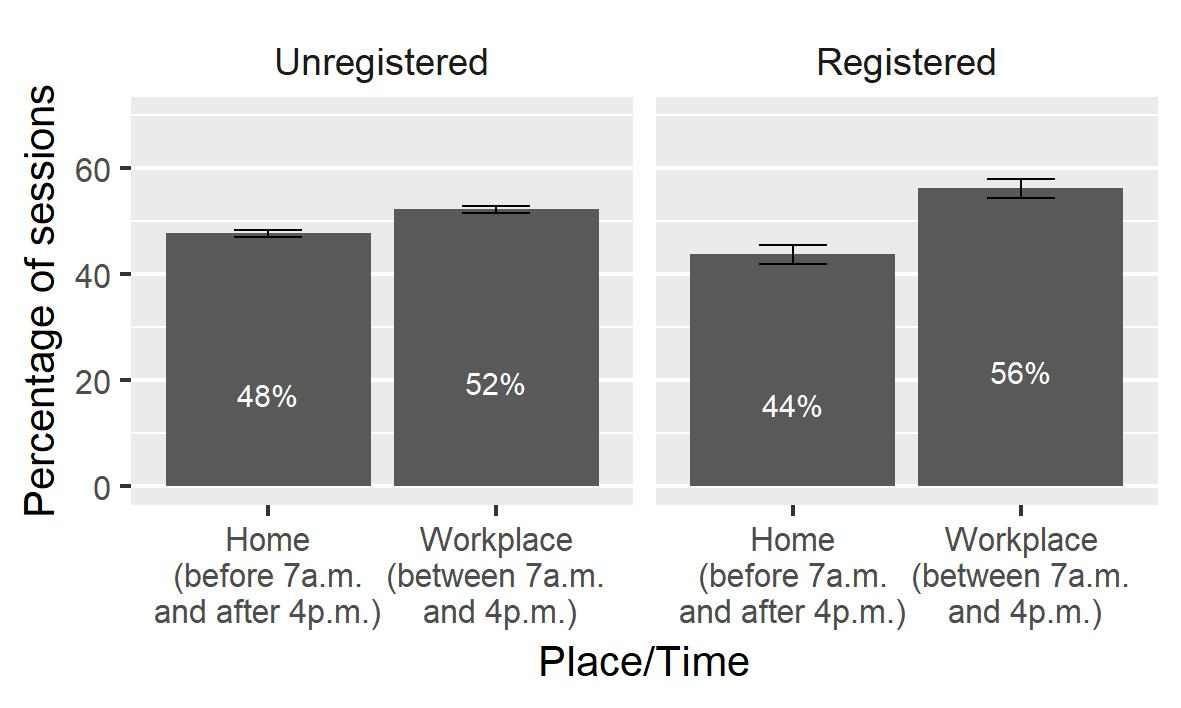 Unregistered
Registered
Percentage of sessions
60
40
20
0
48%
52%
44%
56%
Home
(before 7a.m.
and after 4p.m.)
Workplace
(between 7a.m.
and 4p.m.)
Home
(before 7a.m.
and after 4p.m.)
Workplace
(between 7a.m.
and 4p.m.)
Place/Time